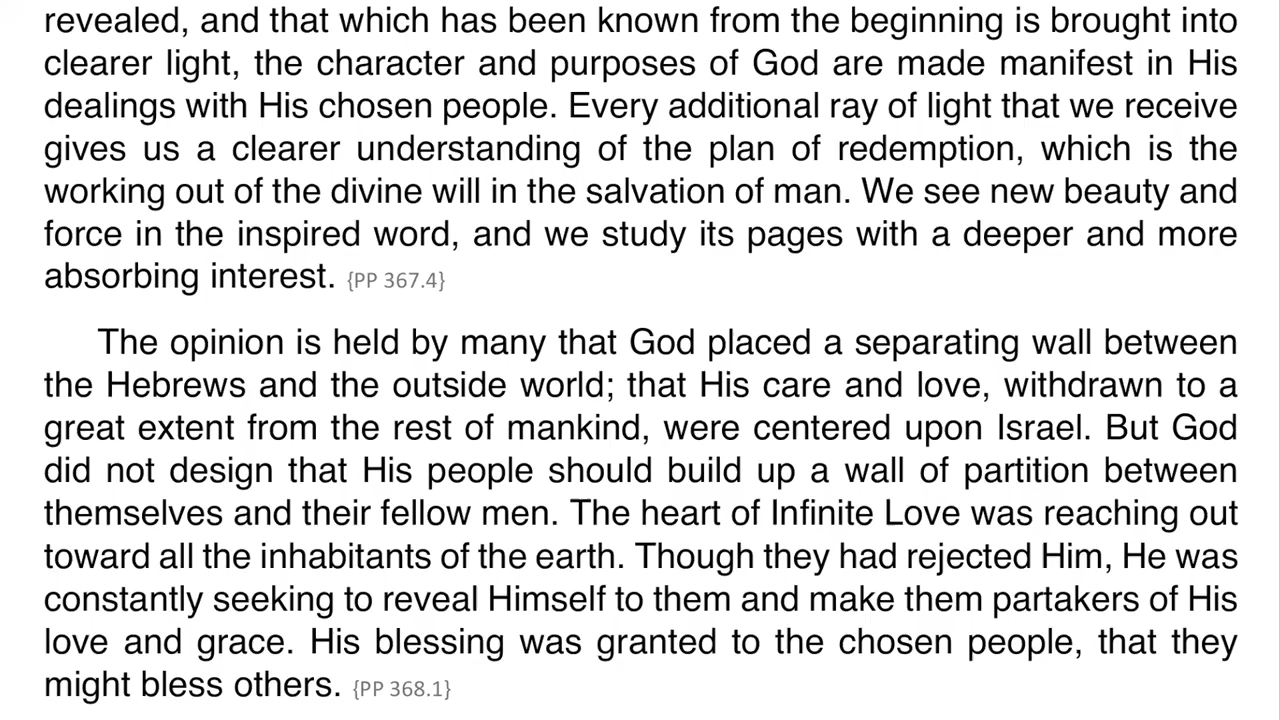 revealed, and that which has been known from the beginning is brought into
clearer light, the character and purposes of God are made manifest in His
dealings with His chosen people. Every additional ray of light that we receive
gives us a clearer understanding of the plan of redemption, which is the
working out of the divine will in the salvation of man. We see new beauty and
force in the inspired word, and we study its pages with a deeper and more
absorbing interest. {PP 367.4}
The opinion is held by many that God placed a separating wall between
the Hebrews and the outside world; that His care and love, withdrawn to a
great extent from the rest of mankind, were centered upon Israel. But God
did not design that His people should build up a wall of partition between
themselves and their fellow men. The heart of Infinite Love was reaching out
toward all the inhabitants of the earth. Though they had rejected Him, He was
constantly seeking to reveal Himself to them and make them partakers of His
love and grace. His blessing was granted to the chosen people, that they
might bless others. {PP 368.1}